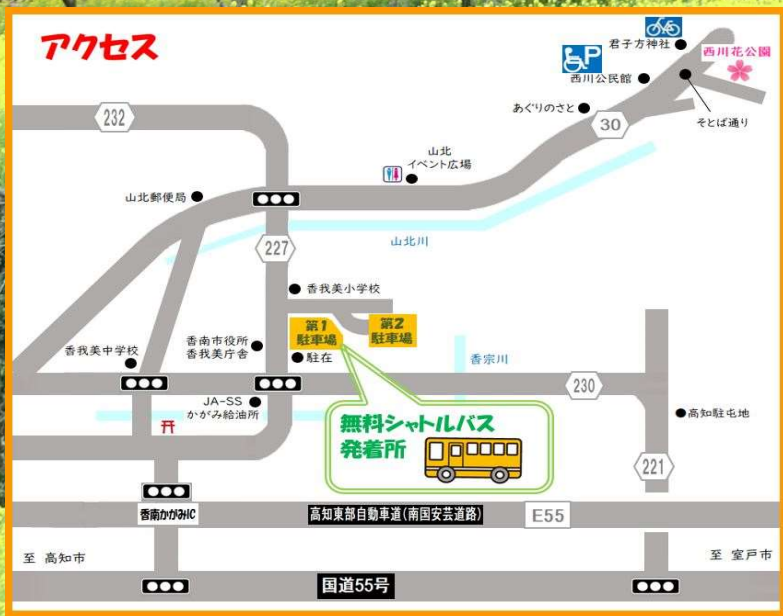 アクセス
君子方神社
西川花公園
P
西川公民館
232
あぐりのさと
30
そとば通り
山北
イベント広場
山北郵便局
227
山北川
香我美小学校
第1
駐車場
第2
駐車場
香南市役所
香我美庁舎
香我美中学校
駐在
香宗川
230
JA-SS
かがみ給油所
無料シャトルバス
発着所
高知駐屯地
221
香南かがみIC
高知東部自動車道(南国安芸道路)
E55
至 高知市
至 室戸市
国道55号